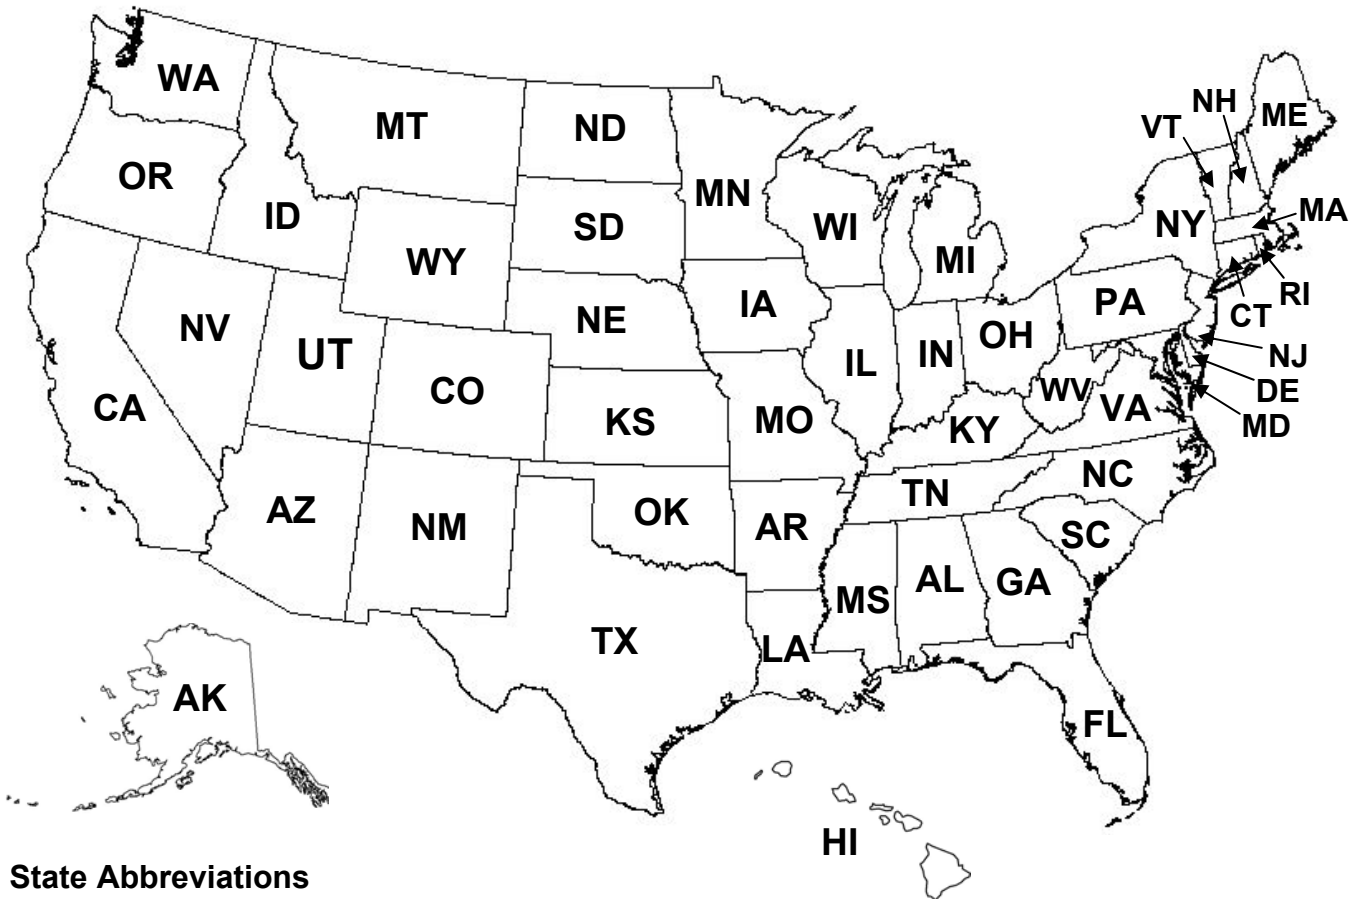 WA
MT
ND
MN
OR
ID
WY
SD
WI
MI
NY
VT
NH
ME
MA
RI
CT
NJ
DE
MD
PA
NV
UT
CO
NE
IA
IL
IN
OH
WV
VA
CA
KS
MO
KY
AZ
NM
OK
AR
TN
NC
SC
MS
AL
GA
TX
LA
FL
AK
HI
State Abbreviations